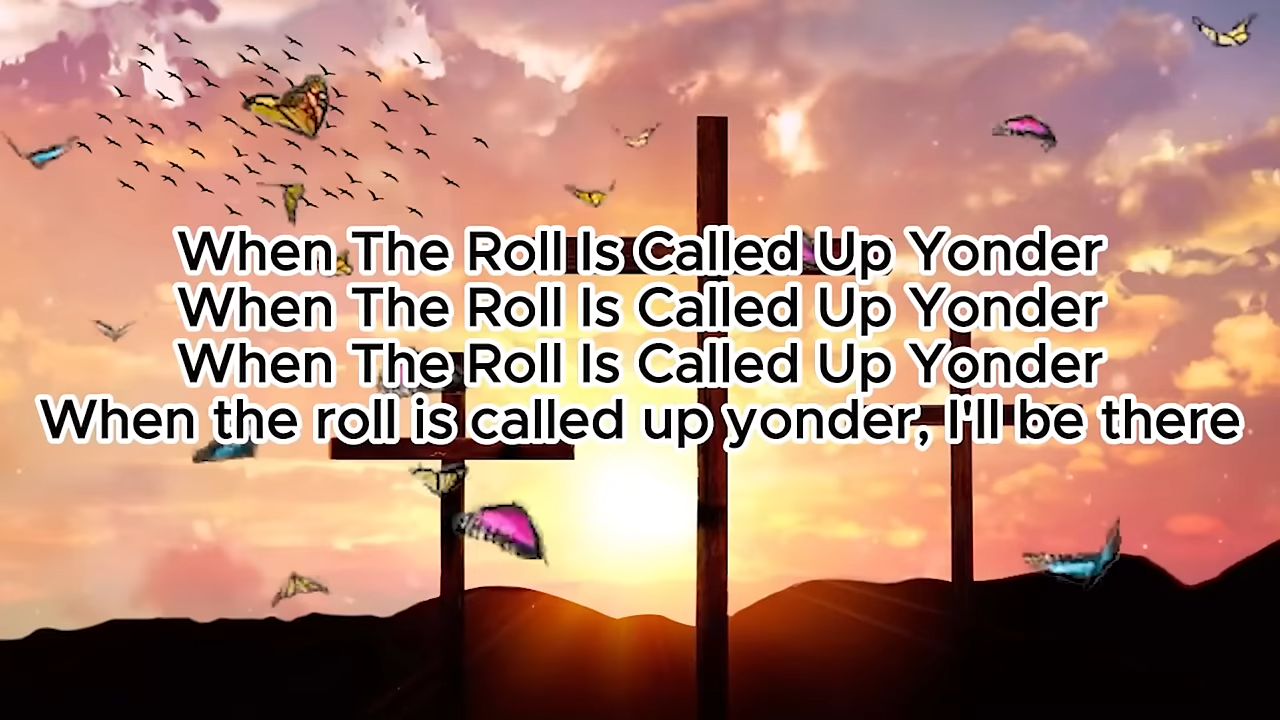 When The Roll Is Called Up Yonder
When The Roll Is Called Up Yonder
When The Roll Is Called Up Yonder
When the roll is called up yonder, I'll be there